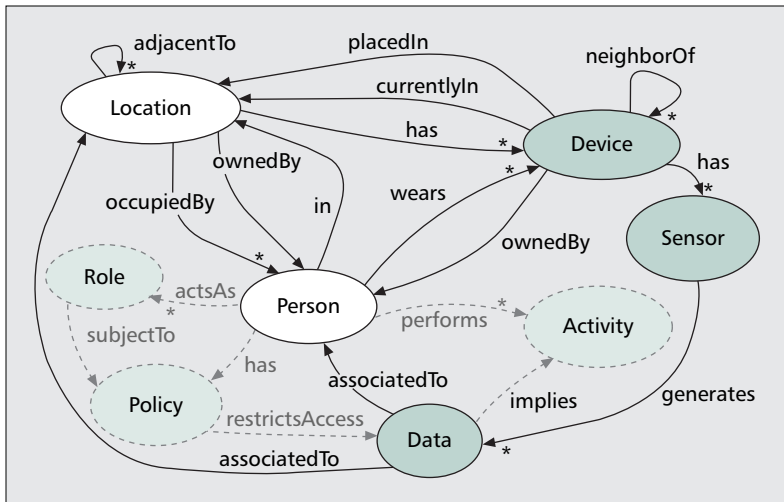 adjacentTo
*
placedIn
neighborOf
*
currentlyIn
Location
has
*
Device
ownedBy
has
*
occupiedBy
in
wears
*
ownedBy
Sensor
*
Role
actsAs
*
Person
performs
*
Activity
subjectTo
has
associatedTo
implies
generates
Policy
restrictsAccess
Data
*
associatedTo